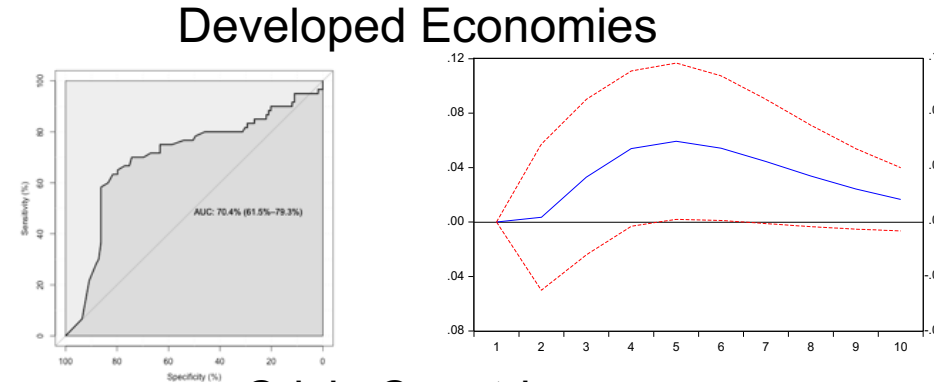 Developed Economies
100
80
60
40
20
0
Sensitivity (%)
AUC: 70.4% (61.5%–79.3%)
100 80 60 40 20 0
Specificity (%)
.12
.08
.04
.00
.04
.08
1 2 3 4 5 6 7 8 9 10